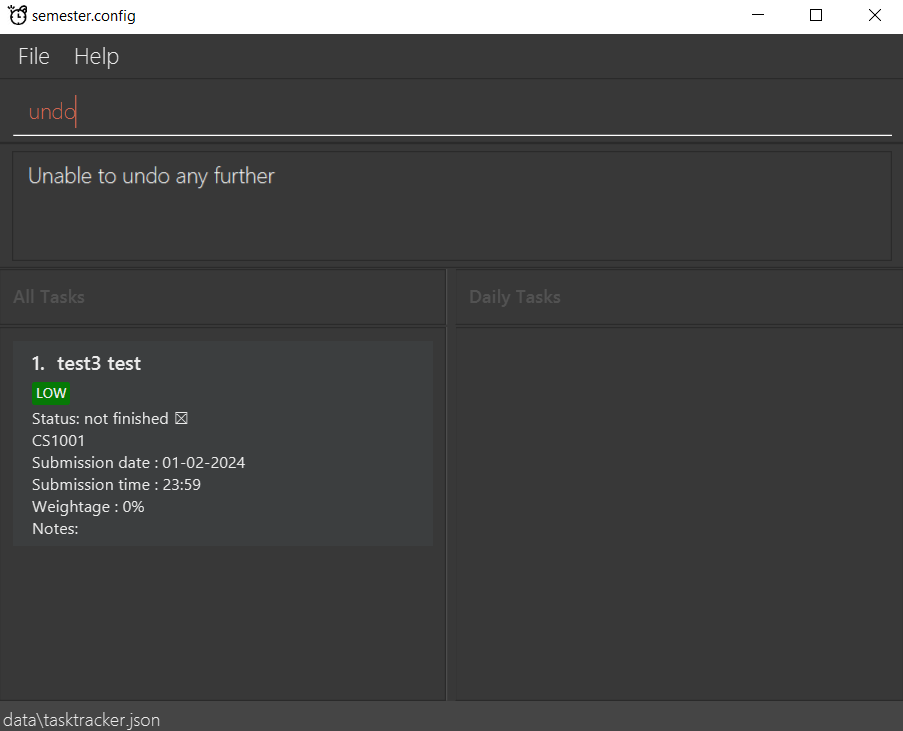 semester.config
File Help
undo
Unable to undo any further
All Tasks
Daily Tasks
1. test3 test
LOW
Status: not finished ☒
CS1001
Submission date : 01-02-2024
Submission time : 23:59
Weightage : 0%
Notes:
data\tasktracker.json